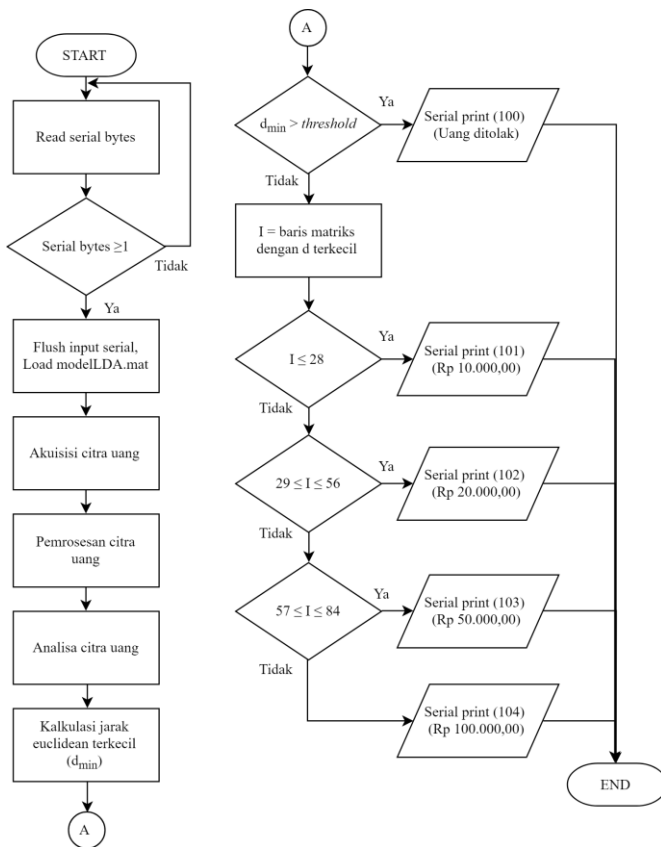 START
Read serial bytes
Serial bytes ≥1
Tidak
Ya
Flush input serial,
Load modelLDA.mat
Akuisisi citra uang
Pemrosesan citra
uang
Analisa citra uang
Kalkulasi jarak
euclidean terkecil
(dmin)
A
A
dmin > threshold
Ya
Serial print (100)
(Uang ditolak)
Tidak
I = baris matriks
dengan d terkecil
I ≤ 28
Ya
Serial print (101)
(Rp 10.000,00)
Tidak
29 ≤ I ≤ 56
Ya
Serial print (102)
(Rp 20.000,00)
Tidak
57 ≤ I ≤ 84
Ya
Serial print (103)
(Rp 50.000,00)
Tidak
Serial print (104)
(Rp 100.000,00)
END